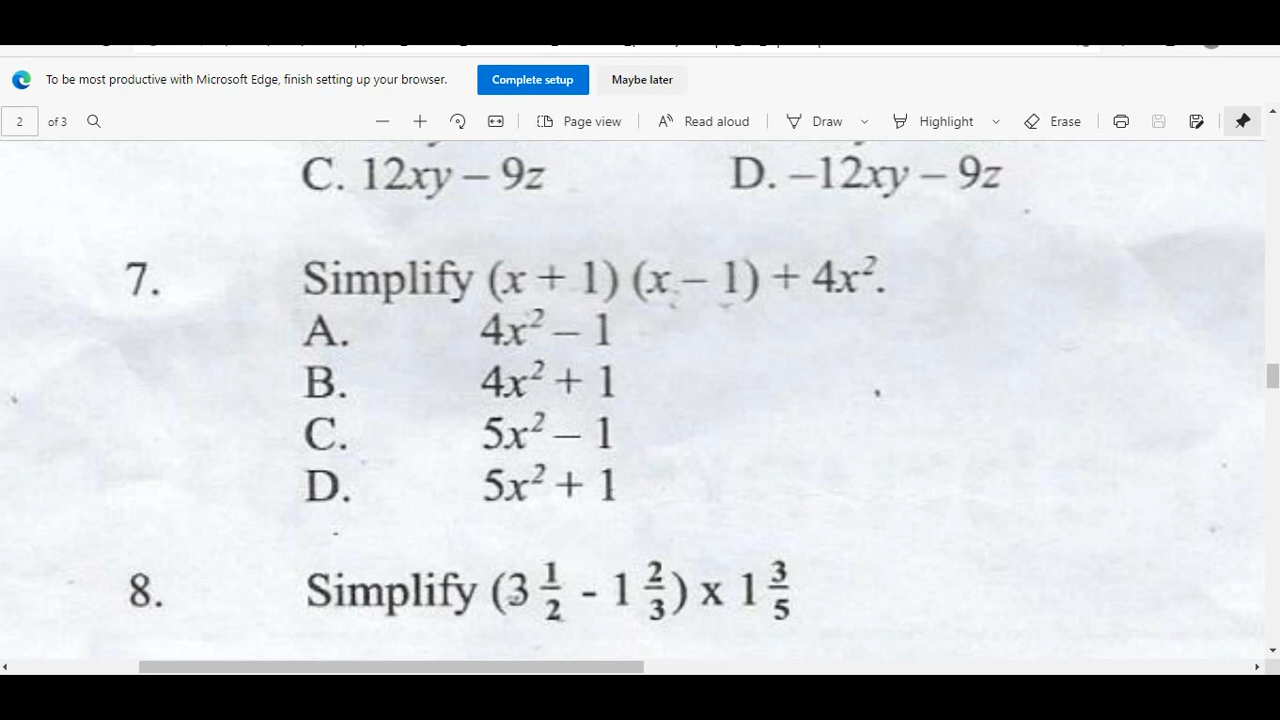 To be most productive with Microsoft Edge, finish setting up your browser. Complete setup Maybe later
2 of 3 Page view Read aloud Draw Highlight Erase
C. 12xy – 9z D. –12xy – 9z
7. Simplify (x + 1) (x – 1) + 4x².
A. 4x² – 1
B. 4x² + 1
C. 5x² – 1
D. 5x² + 1
8. Simplify (3 1/2 - 1 2/3) x 1 3/5